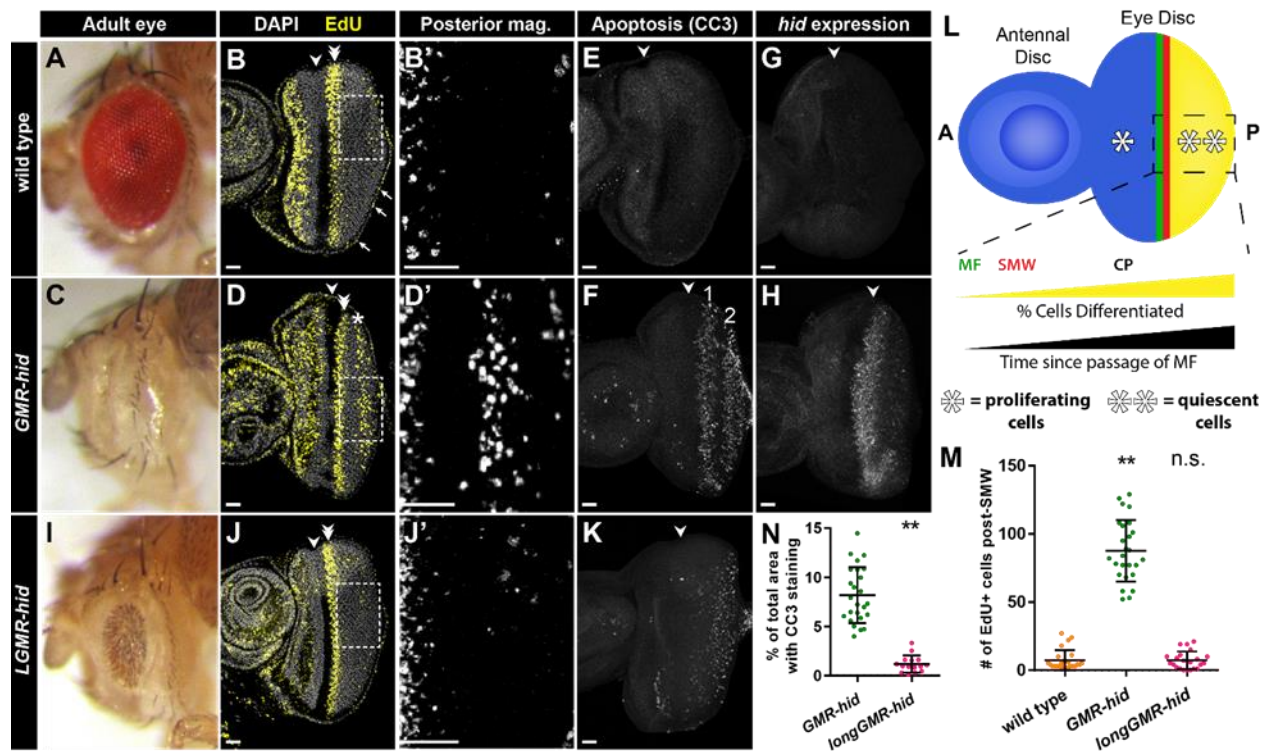 Adult eye
DAPI EdU
Posterior mag.
Apoptosis (CC3)
hid expression
wild type
A
B
B'
E
G
GMR-hid
C
D
*
D'
F
1
2
H
LGMR-hid
I
J
J'
K
L
Eye Disc
Antennal
Disc
A
P
MF SMW CP
% Cells Differentiated
Time since passage of MF
= proliferating
cells
= quiescent
cells
N
% of total area
with CC3 staining
15
10
5
0
**
GMR-hid
longGMR-hid
M
# of EdU+ cells post-SMW
150
100
50
0
**
n.s.
wild type
GMR-hid
longGMR-hid